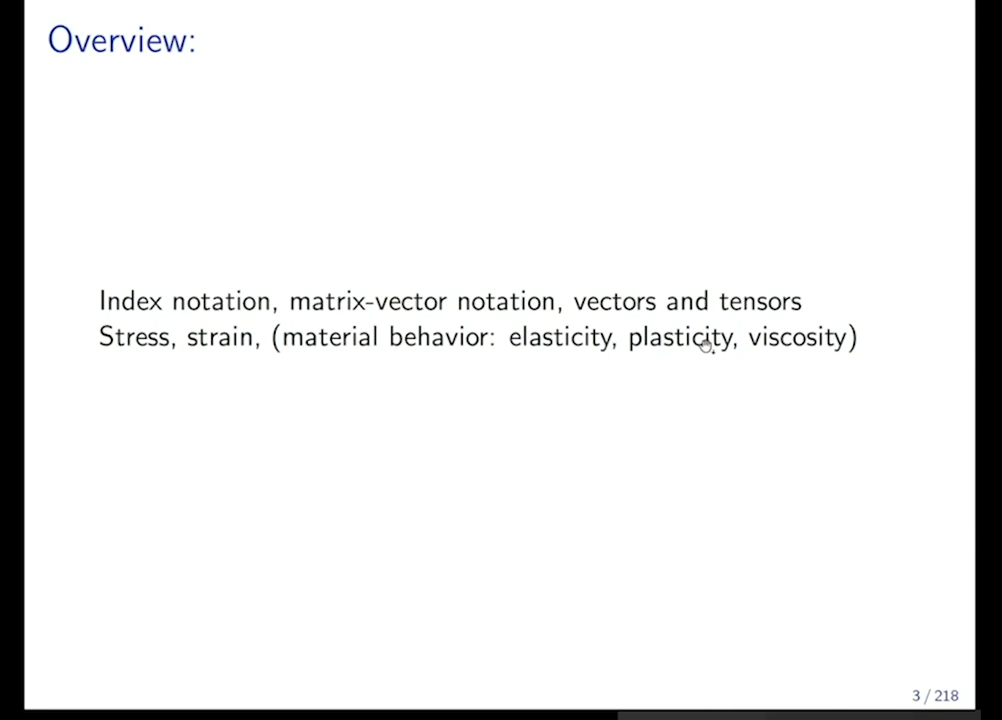 Overview:
Index notation, matrix-vector notation, vectors and tensors
Stress, strain, (material behavior: elasticity, plasticity, viscosity)
3 / 218